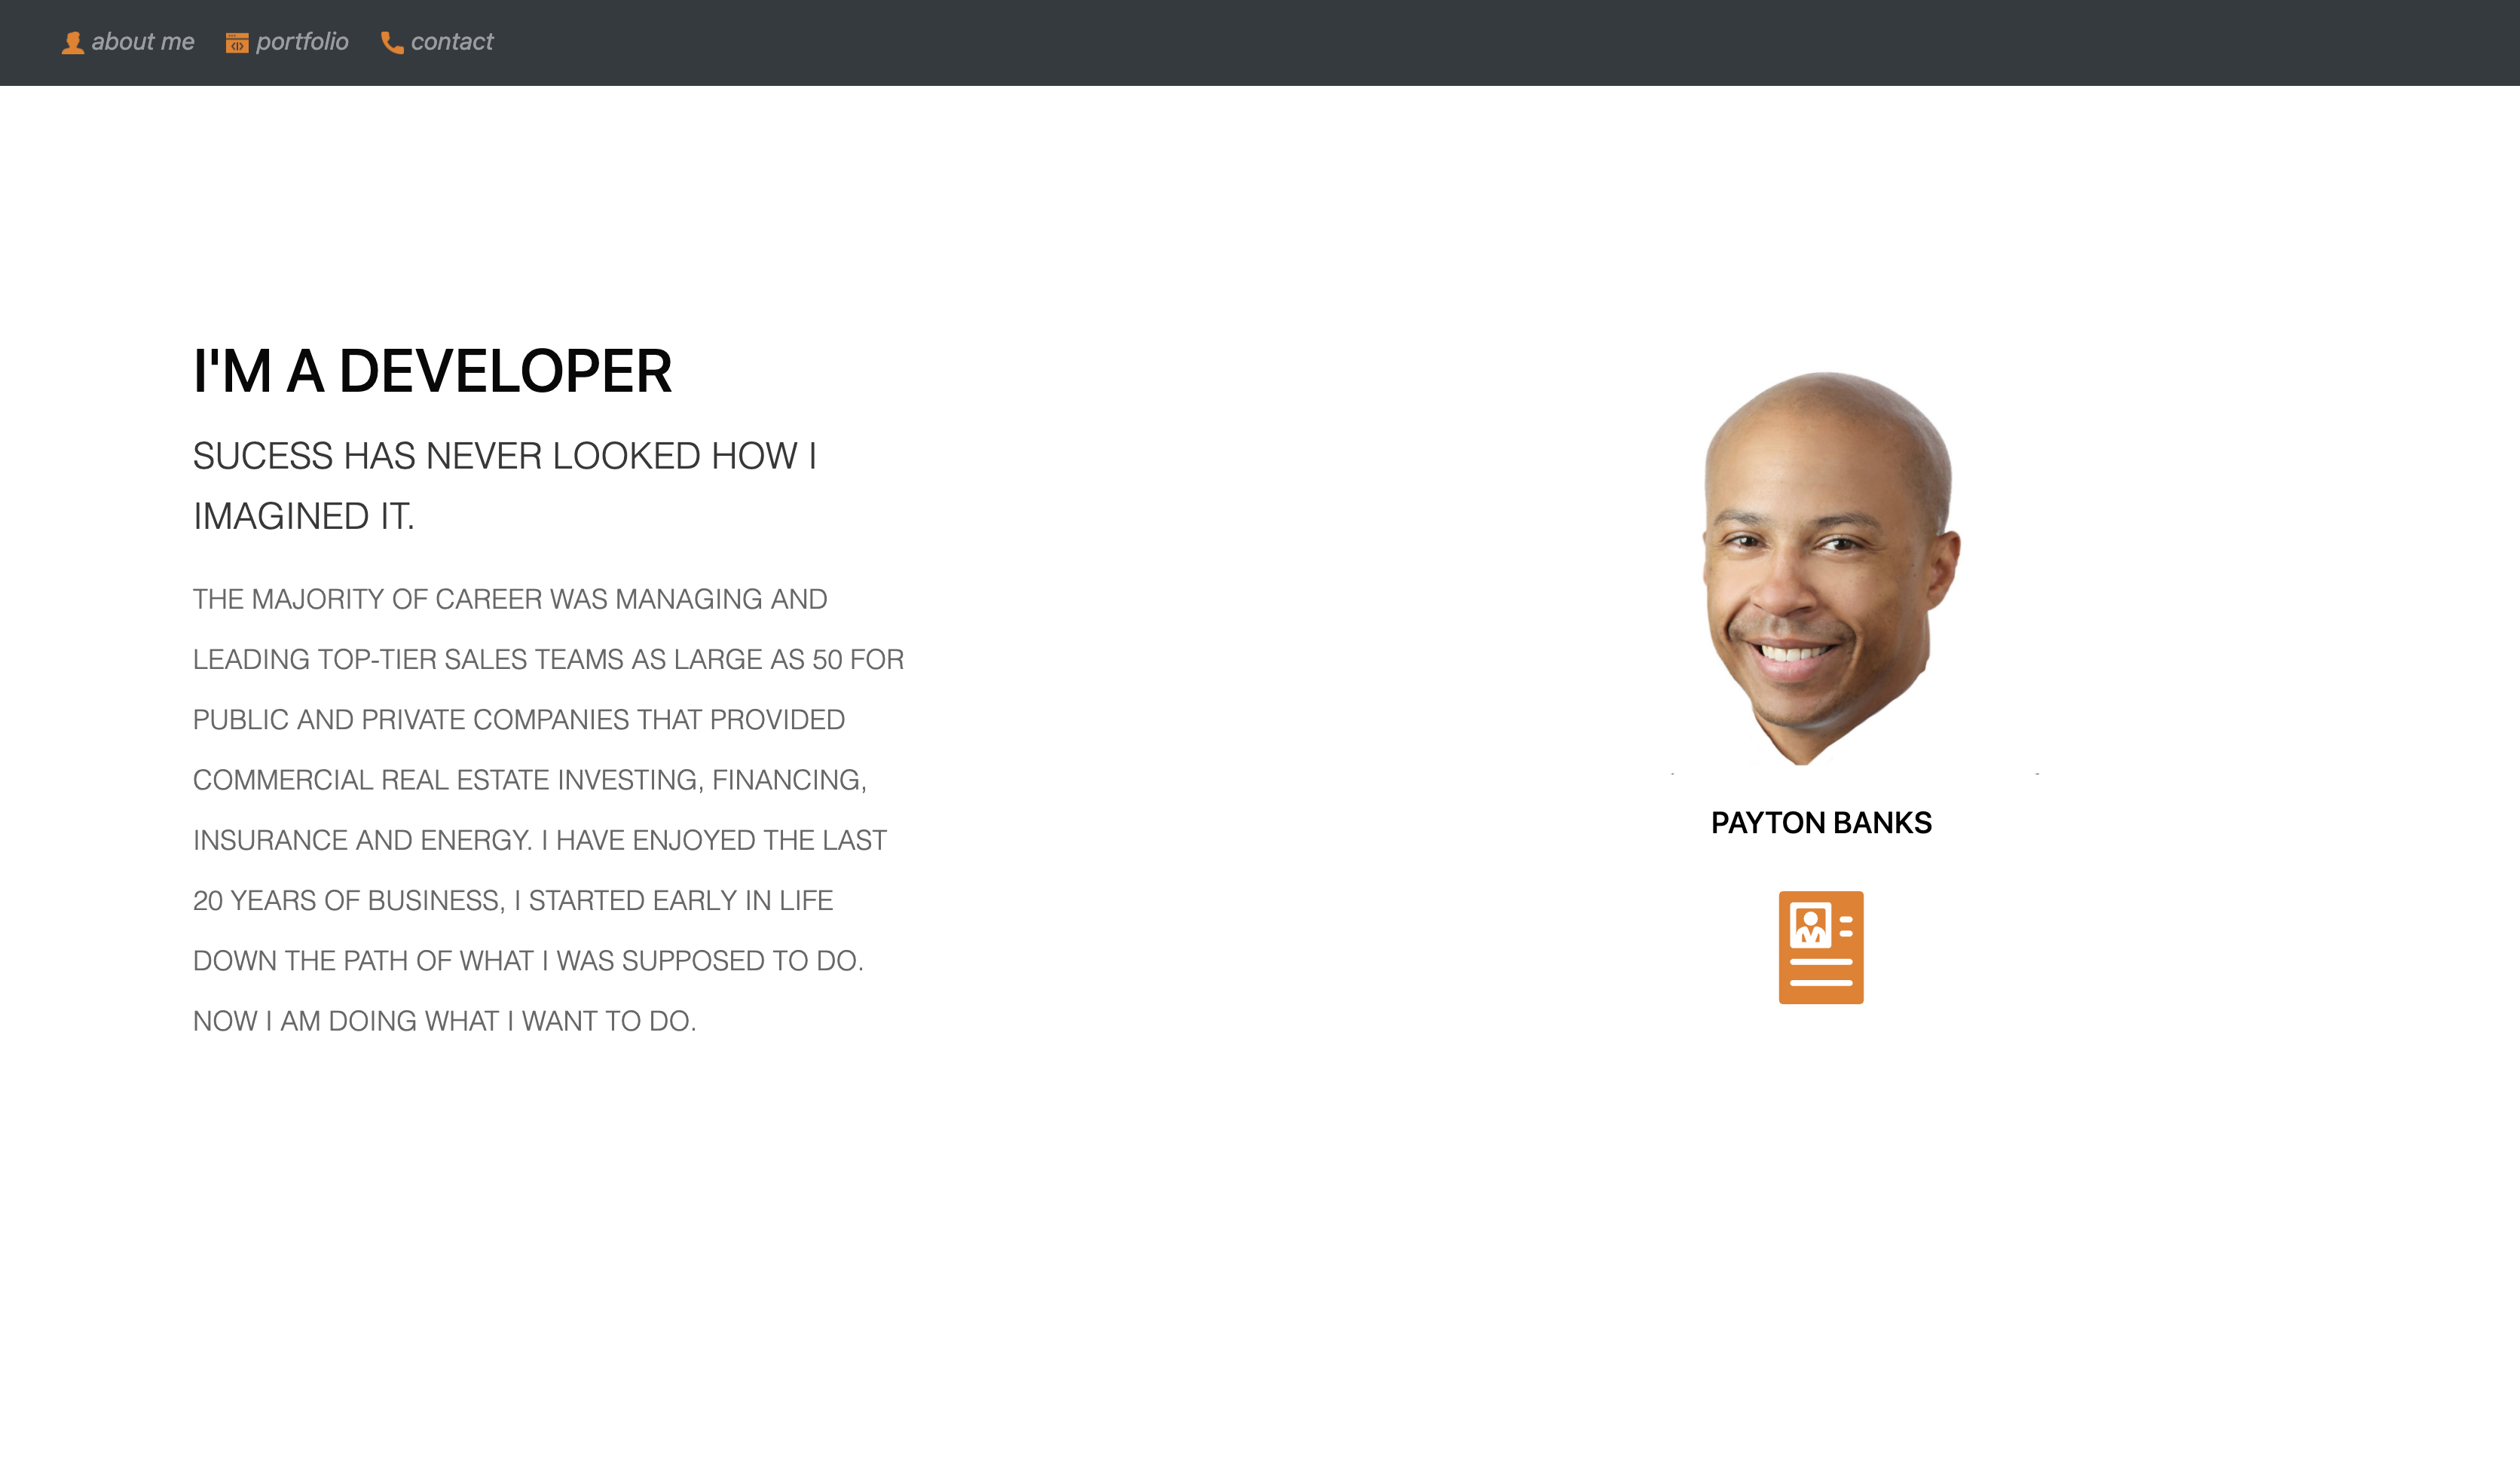 about me portfolio contact
I'M A DEVELOPER
SUCESS HAS NEVER LOOKED HOW I
IMAGINED IT.
THE MAJORITY OF CAREER WAS MANAGING AND
LEADING TOP-TIER SALES TEAMS AS LARGE AS 50 FOR
PUBLIC AND PRIVATE COMPANIES THAT PROVIDED
COMMERCIAL REAL ESTATE INVESTING, FINANCING,
INSURANCE AND ENERGY. I HAVE ENJOYED THE LAST
20 YEARS OF BUSINESS, I STARTED EARLY IN LIFE
DOWN THE PATH OF WHAT I WAS SUPPOSED TO DO.
NOW I AM DOING WHAT I WANT TO DO.
PAYTON BANKS